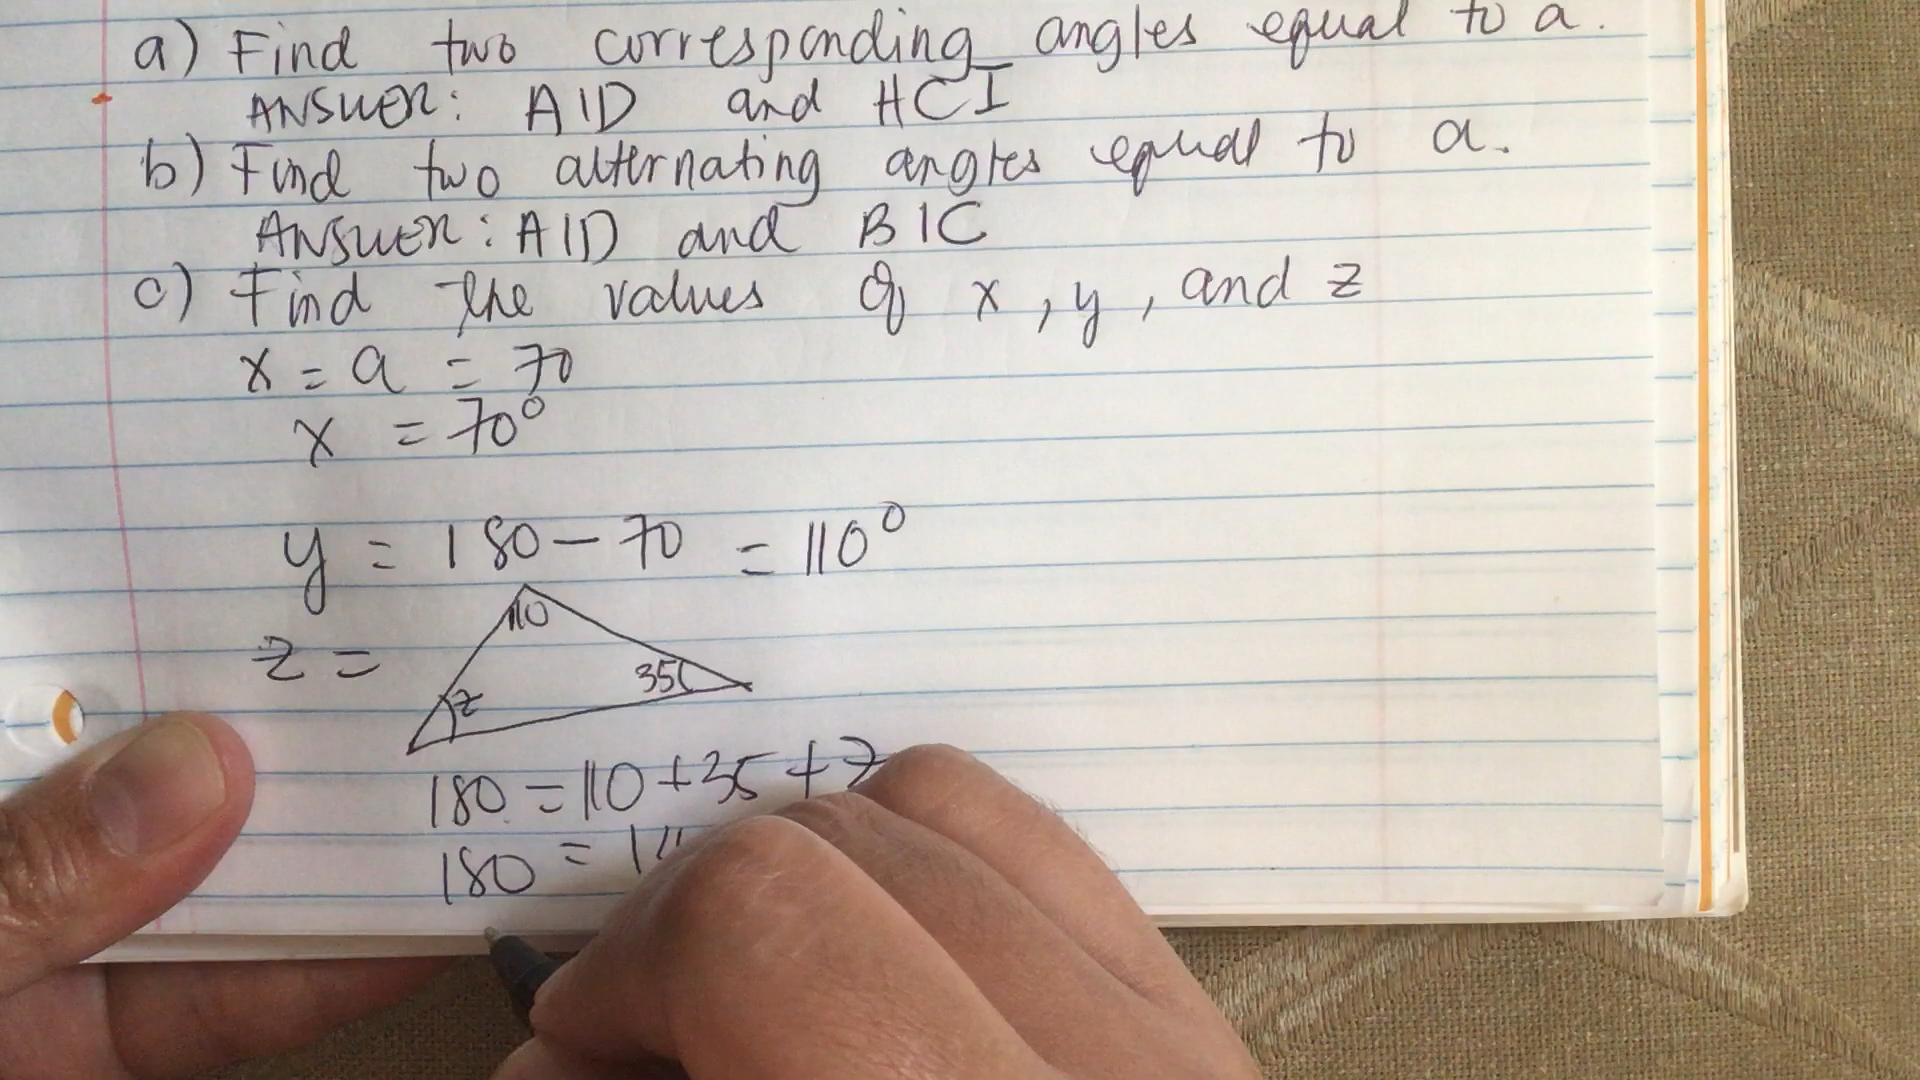 a) Find two corresponding angles equal to a.
ANSWER: AID and HCI
b) Find two alternating angles equal to a.
ANSWER: AID and BIC
c) Find the values of x, y, and z
x = a = 70
x = 70°
y = 180 - 70 = 110°
z =
110
35
z
180 = 110 + 35 + z
180 =